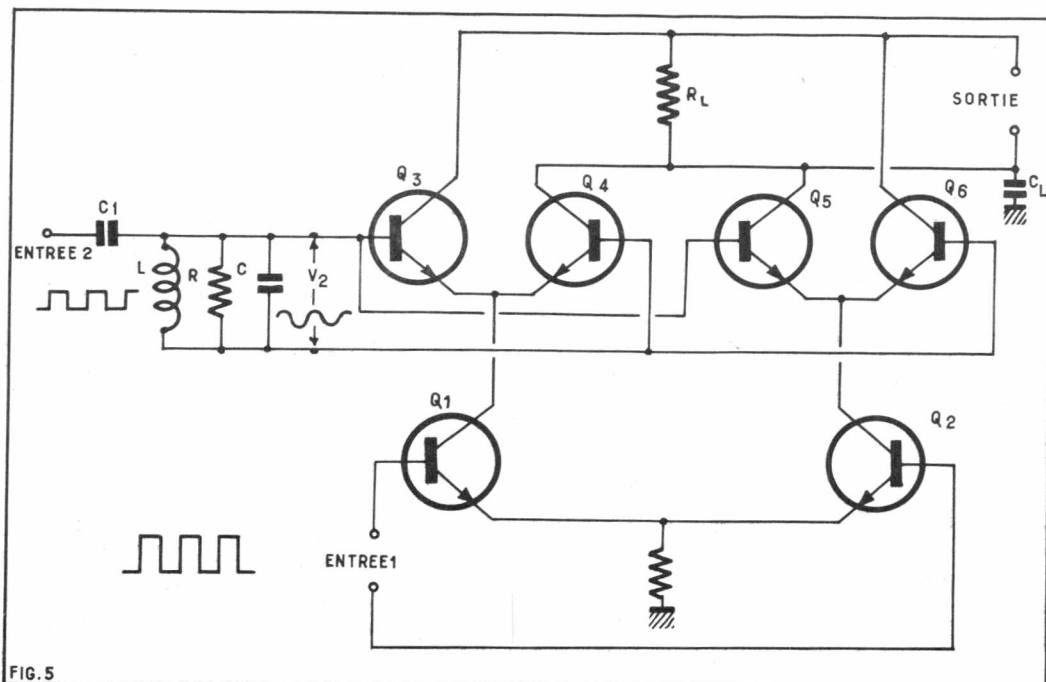 RL
SORTIE
Q3
Q4
Q5
Q6
CL
C1
ENTREE 2
L
R
C
V2
Q1
Q2
ENTREE1
FIG.5